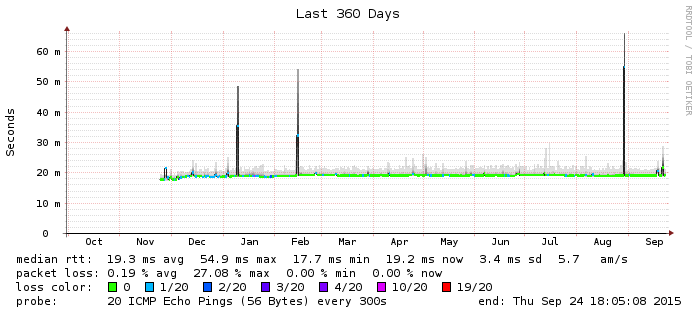 Last 360 Days
RRDTOOL / TOBI OETIKER
Seconds
60 m
50 m
40 m
30 m
20 m
10 m
0
Oct Nov Dec Jan Feb Mar Apr May Jun Jul Aug Sep
median rtt: 19.3 ms avg 54.9 ms max 17.7 ms min 19.2 ms now 3.4 ms sd 5.7 am/s
packet loss: 0.19 % avg 27.08 % max 0.00 % min 0.00 % now
loss color: 0 1/20 2/20 3/20 4/20 10/20 19/20
probe: 20 ICMP Echo Pings (56 Bytes) every 300s end: Thu Sep 24 18:05:08 2015